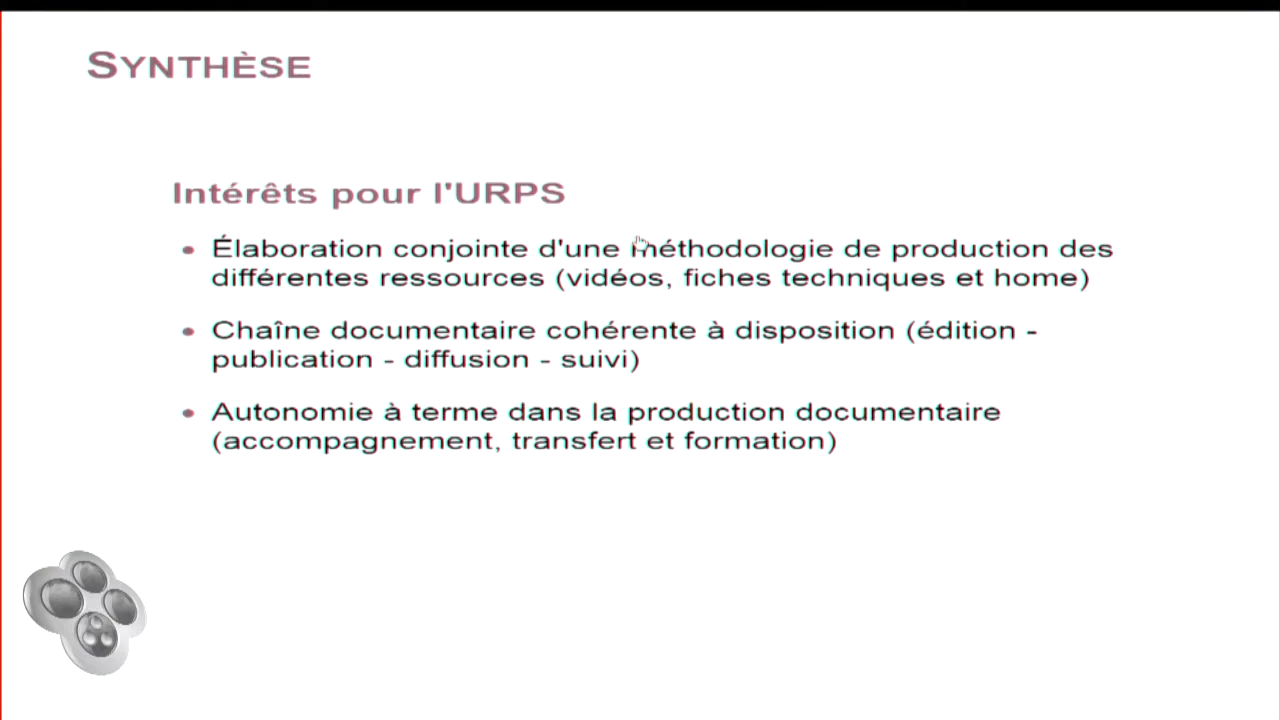 SYNTHÈSE
Intérêts pour l'URPS
• Élaboration conjointe d'une méthodologie de production des
différentes ressources (vidéos, fiches techniques et home)
• Chaîne documentaire cohérente à disposition (édition -
publication - diffusion - suivi)
• Autonomie à terme dans la production documentaire
(accompagnement, transfert et formation)